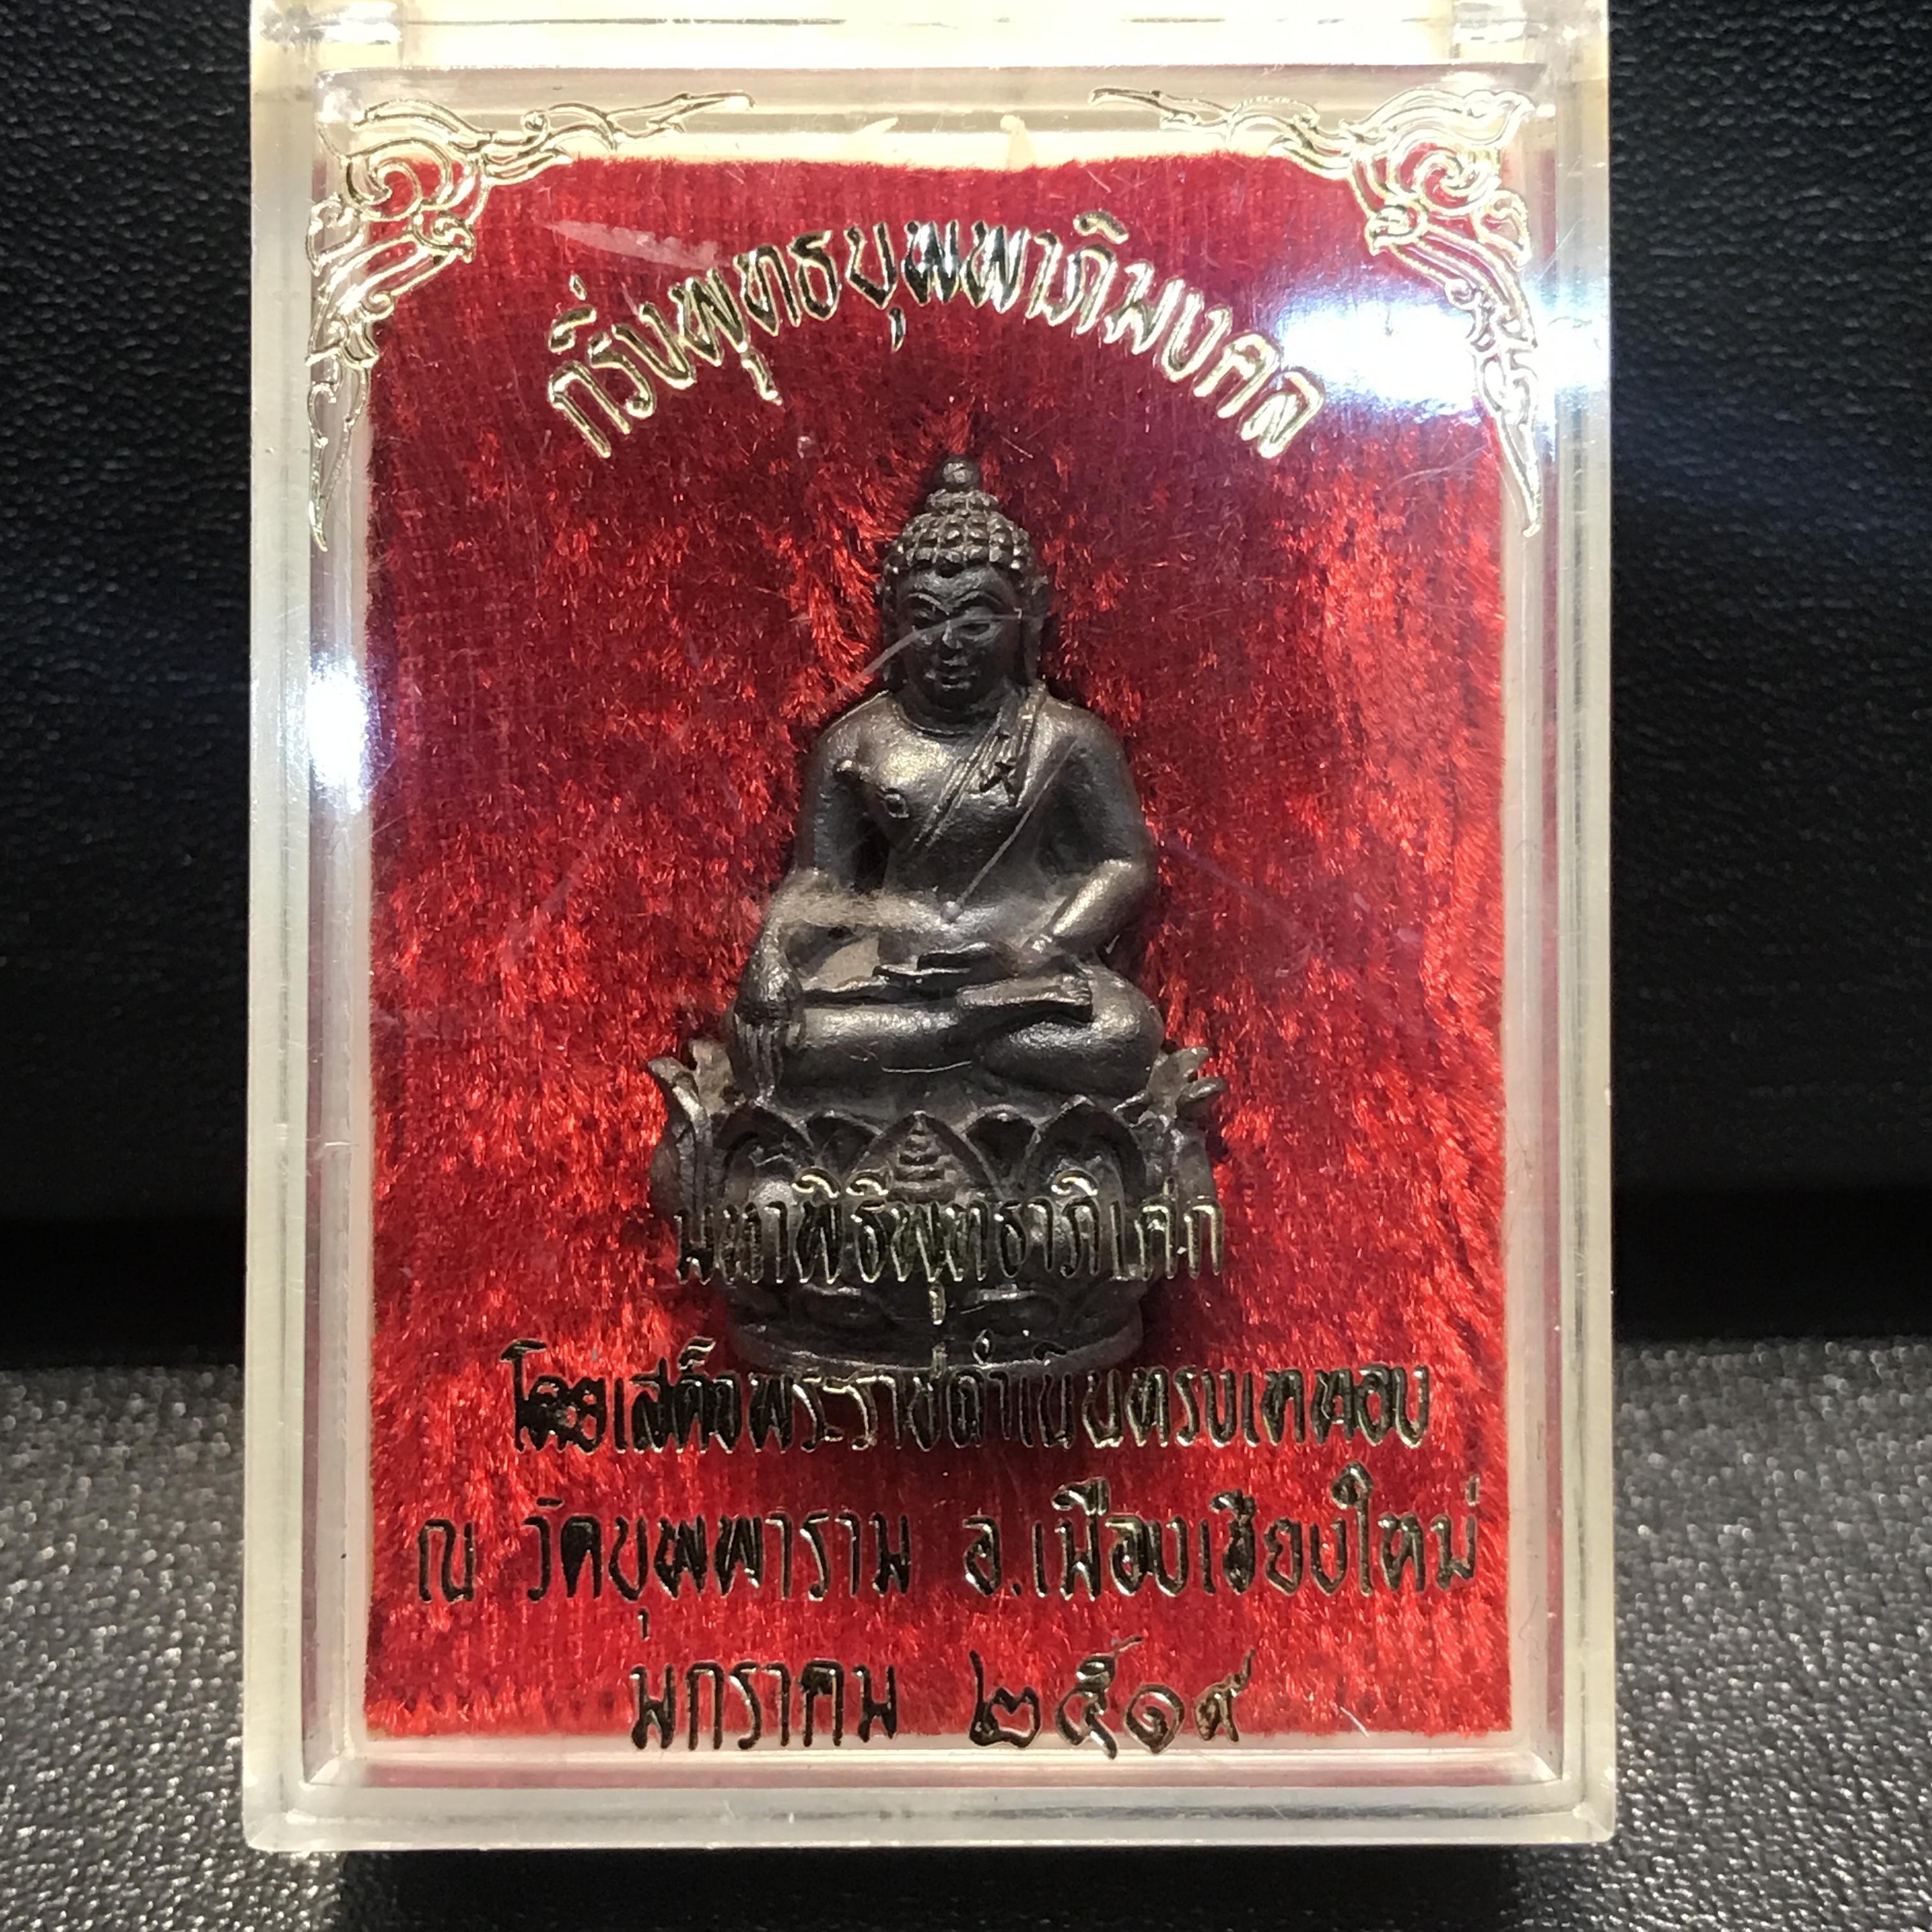 กริ่งพุทธบุพพาภิมงคล
มหาพิธีพุทธาภิเศก
โดยเสด็จพระราชดำเนินทรงเททอง
ณ วัดบุพพาราม อ.เมืองเชียงใหม่
มกราคม ๒๕๑๙